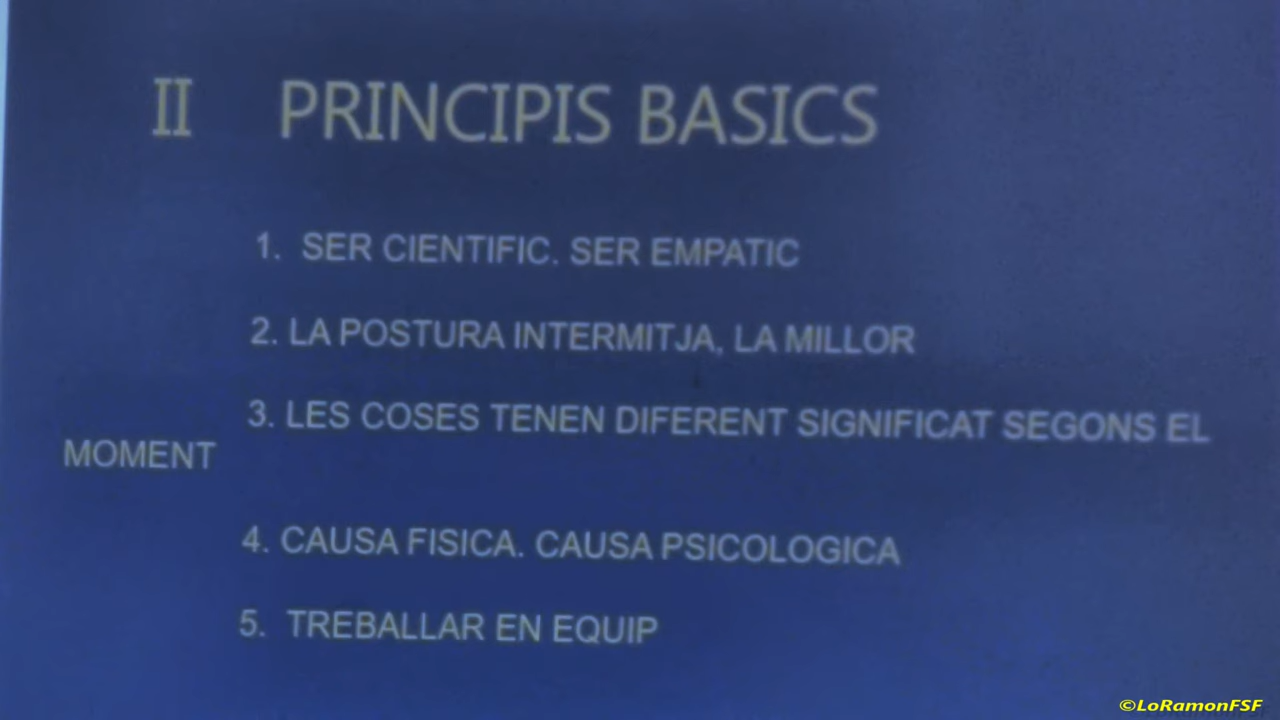 II PRINCIPIS BASICS
1. SER CIENTIFIC. SER EMPATIC
2. LA POSTURA INTERMITJA, LA MILLOR
3. LES COSES TENEN DIFERENT SIGNIFICAT SEGONS EL
MOMENT
4. CAUSA FISICA. CAUSA PSICOLOGICA
5. TREBALLAR EN EQUIP
©LoRamonFSF